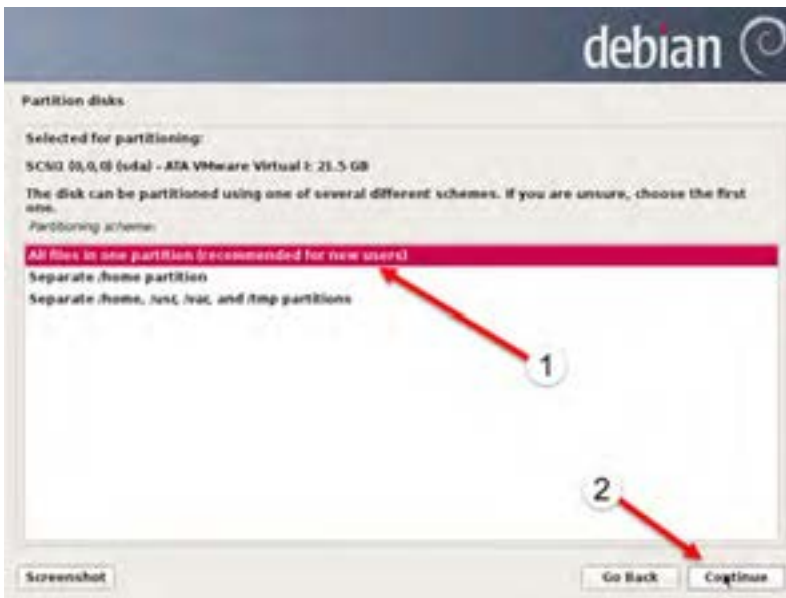 debian
Partition disks
Selected for partitioning:
SCSI (0,0,0) (sda) - ATA VMware Virtual I: 21.5 GB
The disk can be partitioned using one of several different schemes. If you are unsure, choose the first
one.
Partitioning scheme:
All files in one partition (recommended for new users)
Separate /home partition
Separate /home, /usr, /var, and /tmp partitions
1
2
Screenshot
Go Back
Continue